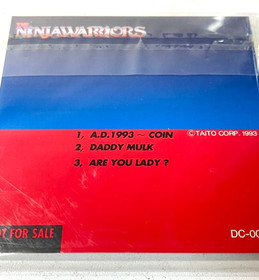 THE NINJAWARRIORS
1, A.D.1993 ~ COIN
©TAITO CORP. 1993
2, DADDY MULK
3, ARE YOU LADY ?
T FOR SALE
DC-00